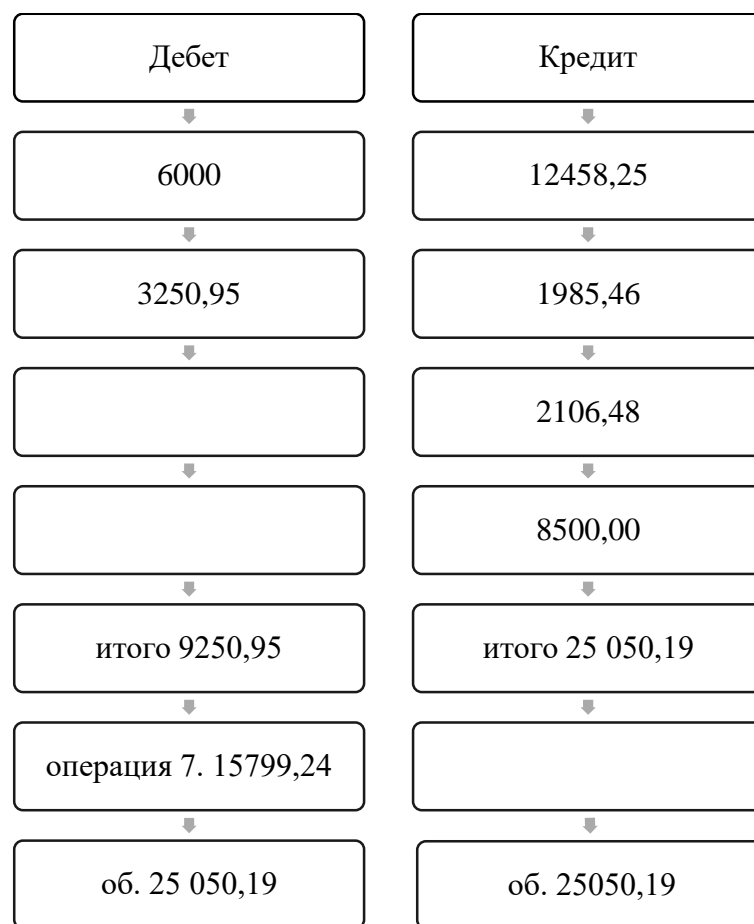 Дебет
Кредит
6000
12458,25
3250,95
1985,46
2106,48
8500,00
итого 9250,95
итого 25 050,19
операция 7. 15799,24
об. 25 050,19
об. 25050,19